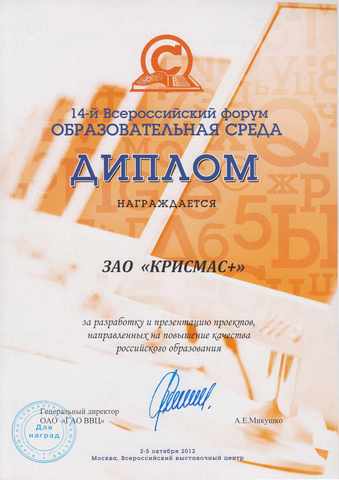 14-й Всероссийский форум
ОБРАЗОВАТЕЛЬНАЯ СРЕДА
ДИПЛОМ
НАГРАЖДАЕТСЯ
ЗАО «КРИСМАС+»
за разработку и презентацию проектов,
направленных на повышение качества
российского образования
Генеральный директор
ОАО «ГАО ВВЦ»
А.Е.Микушко
Для
наград
2-5 октября 2012
Москва, Всероссийский выставочный центр